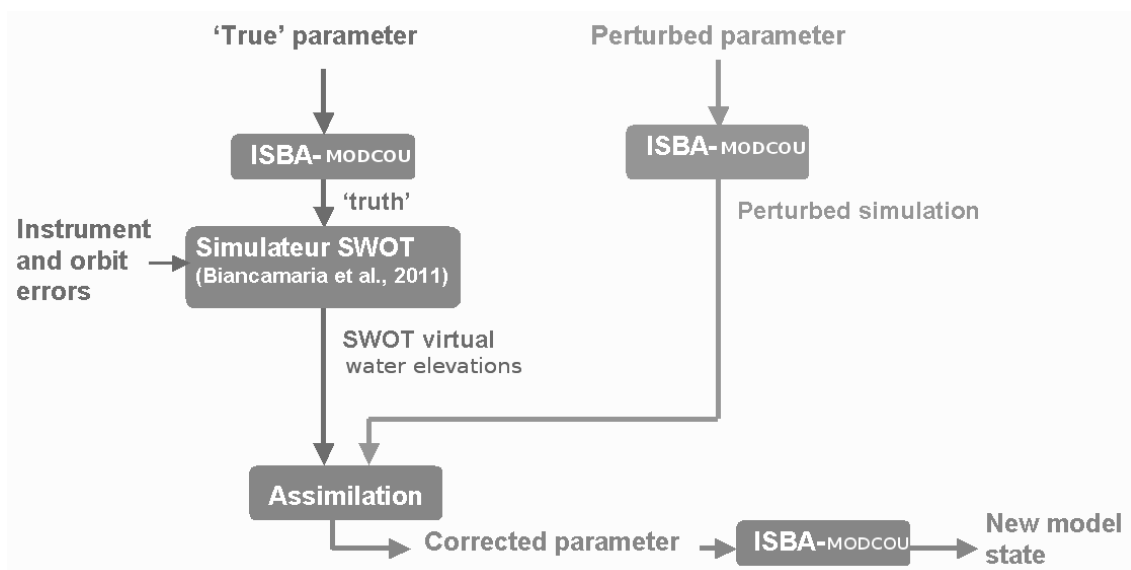 ‘True’ parameter
Perturbed parameter
ISBA-MODCOU
ISBA-MODCOU
‘truth’
Perturbed simulation
Instrument
and orbit
errors
Simulateur SWOT
(Biancamaria et al., 2011)
SWOT virtual
water elevations
Assimilation
Corrected parameter
ISBA-MODCOU
New model
state